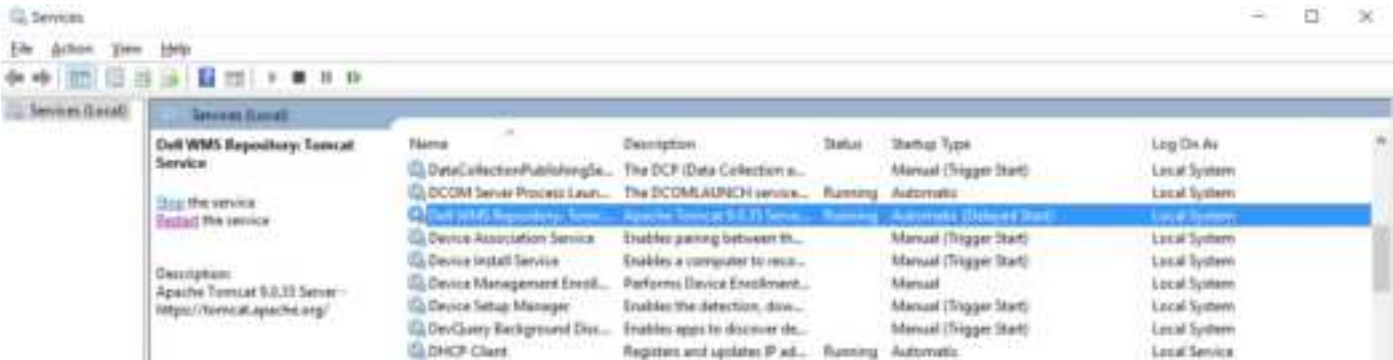 Services
File Action View Help
Services (Local)
Services (Local)
Dell WMS Repository: Tomcat
Service
Stop the service
Restart the service
Description:
Apache Tomcat 9.0.33 Server -
https://tomcat.apache.org/
Name Description Status Startup Type Log On As
DataCollectionPublishingSe... The DCP (Data Collection a... Manual (Trigger Start) Local System
DCOM Server Process Laun... The DCOMLAUNCH service... Running Automatic Local System
Dell WMS Repository: Tom... Apache Tomcat 9.0.33 Serve... Running Automatic (Delayed Start) Local System
Device Association Service Enables pairing between th... Manual (Trigger Start) Local System
Device Install Service Enables a computer to reco... Manual (Trigger Start) Local System
Device Management Enroll... Performs Device Enrollment... Manual Local System
Device Setup Manager Enables the detection, dow... Manual (Trigger Start) Local System
DevQuery Background Disc... Enables apps to discover de... Manual (Trigger Start) Local System
DHCP Client Registers and updates IP ad... Running Automatic Local Service